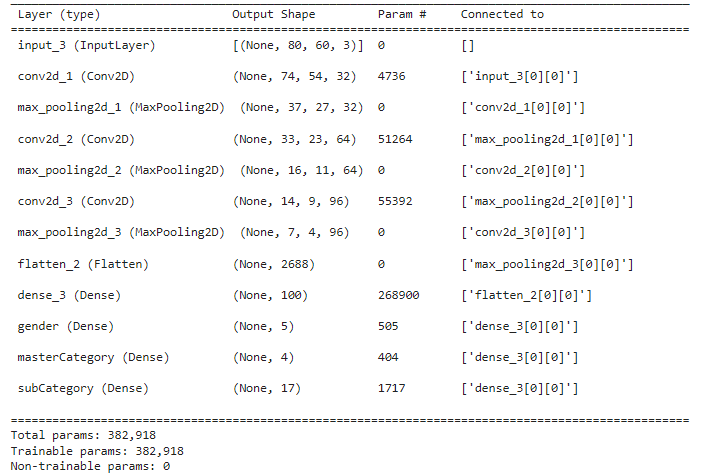 Layer (type) Output Shape Param # Connected to
==================================================================================================
input_3 (InputLayer) [(None, 80, 60, 3)] 0 []
conv2d_1 (Conv2D) (None, 74, 54, 32) 4736 ['input_3[0][0]']
max_pooling2d_1 (MaxPooling2D) (None, 37, 27, 32) 0 ['conv2d_1[0][0]']
conv2d_2 (Conv2D) (None, 33, 23, 64) 51264 ['max_pooling2d_1[0][0]']
max_pooling2d_2 (MaxPooling2D) (None, 16, 11, 64) 0 ['conv2d_2[0][0]']
conv2d_3 (Conv2D) (None, 14, 9, 96) 55392 ['max_pooling2d_2[0][0]']
max_pooling2d_3 (MaxPooling2D) (None, 7, 4, 96) 0 ['conv2d_3[0][0]']
flatten_2 (Flatten) (None, 2688) 0 ['max_pooling2d_3[0][0]']
dense_3 (Dense) (None, 100) 268900 ['flatten_2[0][0]']
gender (Dense) (None, 5) 505 ['dense_3[0][0]']
masterCategory (Dense) (None, 4) 404 ['dense_3[0][0]']
subCategory (Dense) (None, 17) 1717 ['dense_3[0][0]']
==================================================================================================
Total params: 382,918
Trainable params: 382,918
Non-trainable params: 0